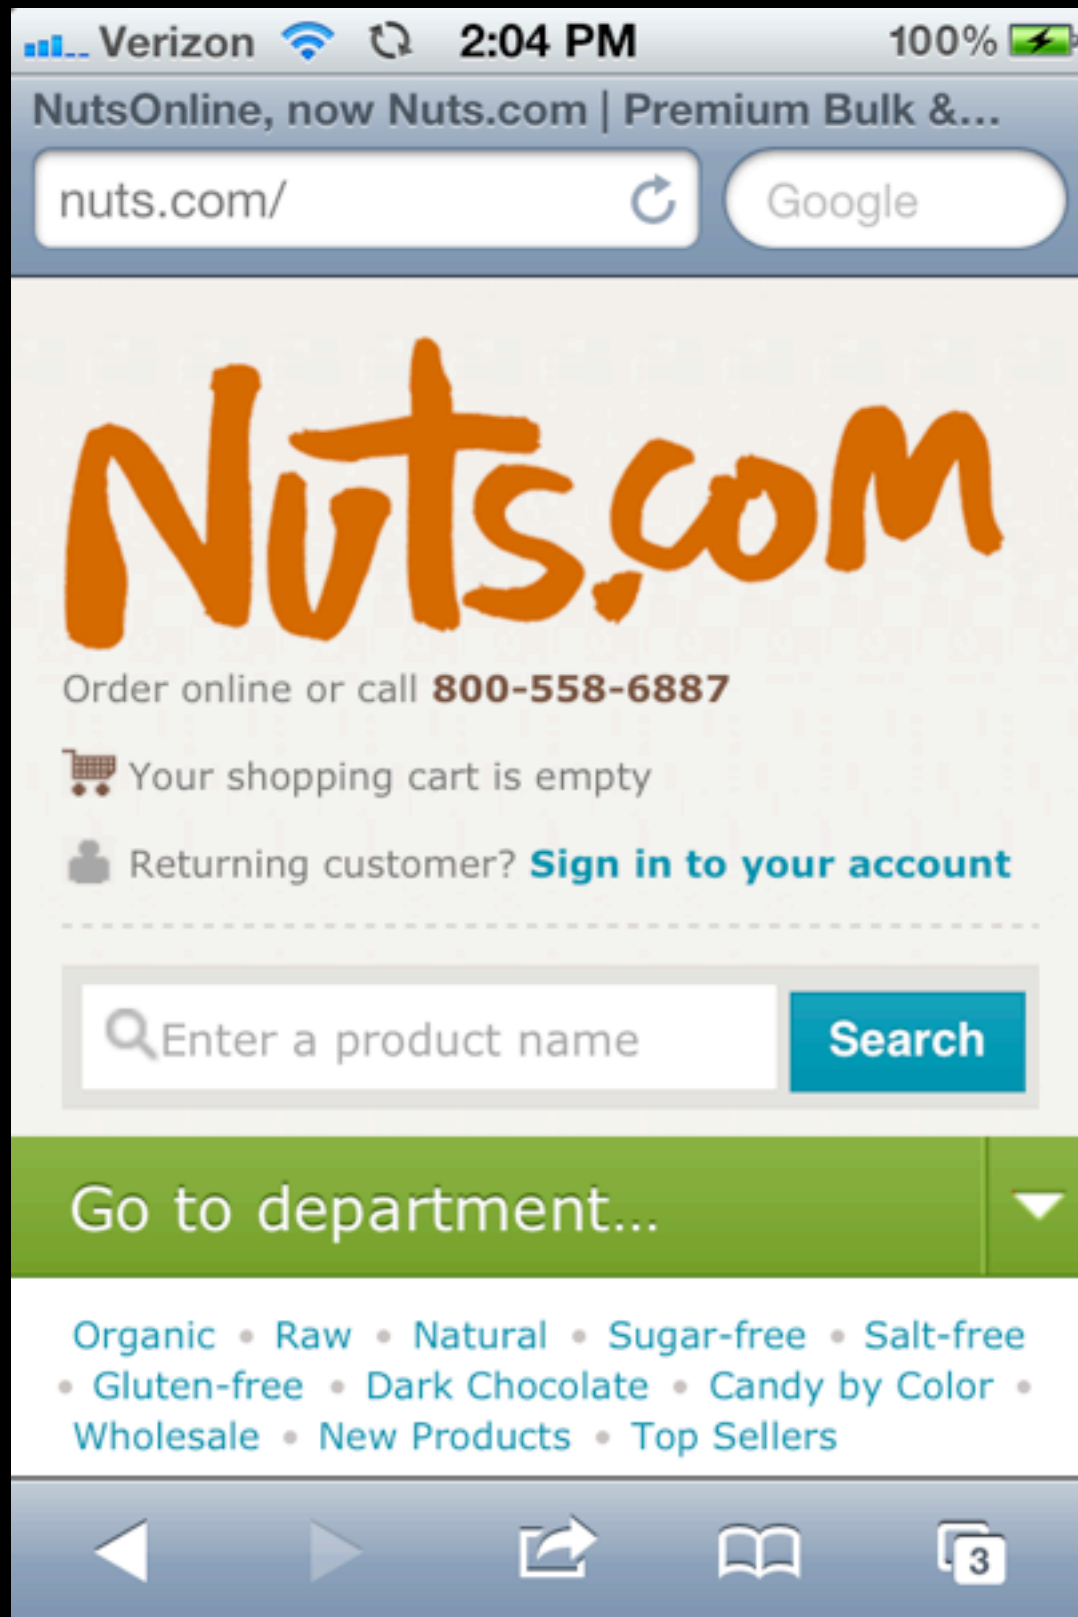 Verizon 2:04 PM 100%
NutsOnline, now Nuts.com | Premium Bulk &...
nuts.com/ Google
Nuts.com
Order online or call 800-558-6887
Your shopping cart is empty
Returning customer? Sign in to your account
Enter a product name Search
Go to department...
Organic • Raw • Natural • Sugar-free • Salt-free
• Gluten-free • Dark Chocolate • Candy by Color •
Wholesale • New Products • Top Sellers
3